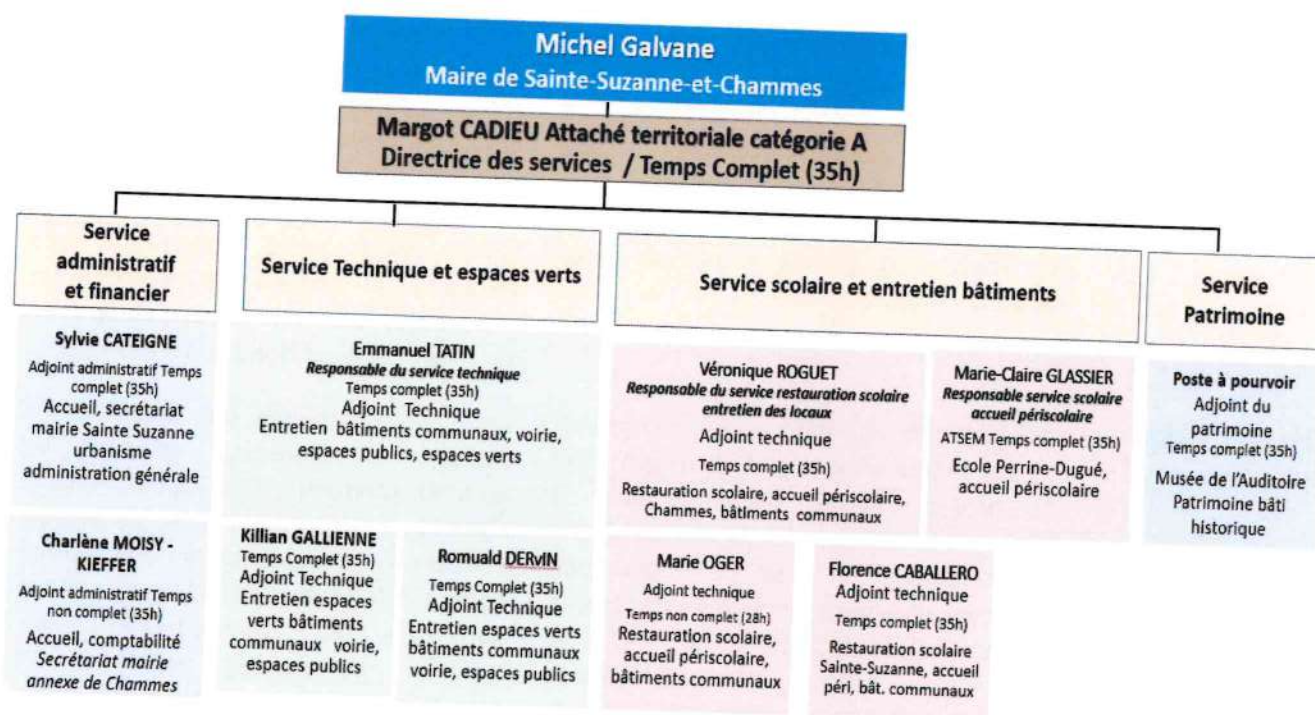 Michel Galvane
Maire de Sainte-Suzanne-et-Chammes
Margot CADIEU Attaché territoriale catégorie A
Directrice des services / Temps Complet (35h)
Service
administratif
et financier
Service Technique et espaces verts
Service scolaire et entretien bâtiments
Service
Patrimoine
Sylvie CATEIGNE
Adjoint administratif Temps
complet (35h)
Accueil, secrétariat
mairie Sainte Suzanne
urbanisme
administration générale
Emmanuel TATIN
Responsable du service technique
Temps complet (35h)
Adjoint Technique
Entretien bâtiments communaux, voirie,
espaces publics, espaces verts
Véronique ROGUET
Responsable du service restauration scolaire
entretien des locaux
Adjoint technique
Temps complet (35h)
Restauration scolaire, accueil périscolaire,
Chammes, bâtiments communaux
Marie-Claire GLASSIER
Responsable service scolaire
accueil périscolaire
ATSEM Temps complet (35h)
Ecole Perrine-Dugué,
accueil périscolaire
Poste à pourvoir
Adjoint du
patrimoine
Temps complet (35h)
Musée de l'Auditoire
Patrimoine bâti
historique
Charlène MOISY -
KIEFFER
Adjoint administratif Temps
non complet (35h)
Accueil, comptabilité
Secrétariat mairie
annexe de Chammes
Killian GALLIENNE
Temps Complet (35h)
Adjoint Technique
Entretien espaces
verts bâtiments
communaux voirie,
espaces publics
Romuald DERvIN
Temps Complet (35h)
Adjoint Technique
Entretien espaces verts
bâtiments communaux
voirie, espaces publics
Marie OGER
Adjoint technique
Temps non complet (28h)
Restauration scolaire,
accueil périscolaire,
bâtiments communaux
Florence CABALLERO
Adjoint technique
Temps complet (35h)
Restauration scolaire
Sainte-Suzanne, accueil
péri, bât. communaux